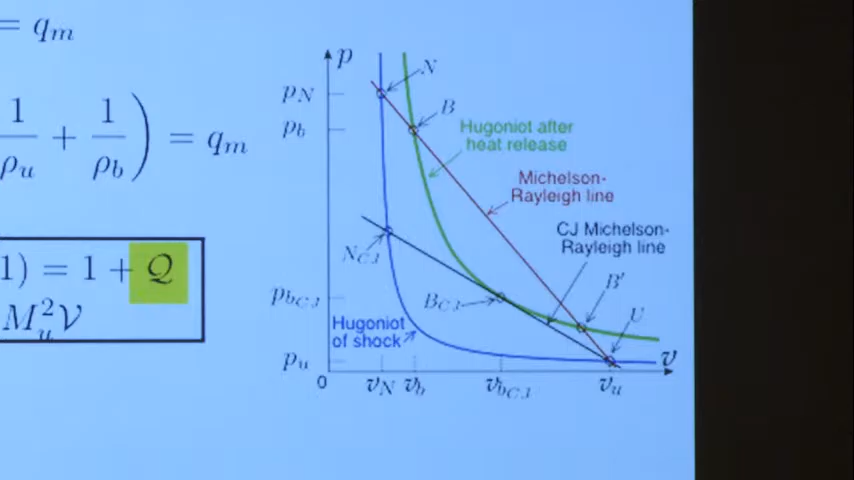 = q_m
1/ρ_u + 1/ρ_b ) = q_m
1) = 1 + Q
M_u^2 V
p
N
p_N
B
p_b
Hugoniot after
heat release
Michelson-
Rayleigh line
CJ Michelson-
Rayleigh line
N_CJ
B'
p_bCJ
B_CJ
U
Hugoniot
of shock
p_u
v
0
v_N v_b v_bCJ v_u